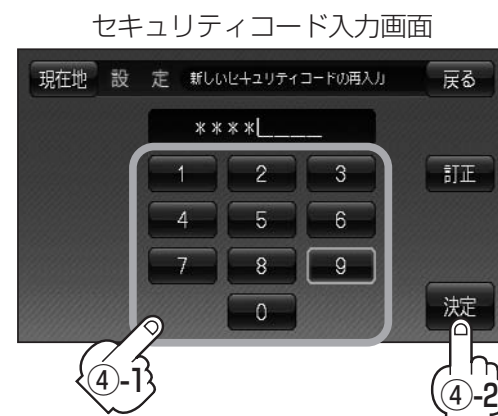 セキュリティコード入力画面
現在地 設 定 新しいセキュリティコードの再入力 戻る
****
1 2 3 訂正
4 5 6
7 8 9
0 決定
④-1 ④-2